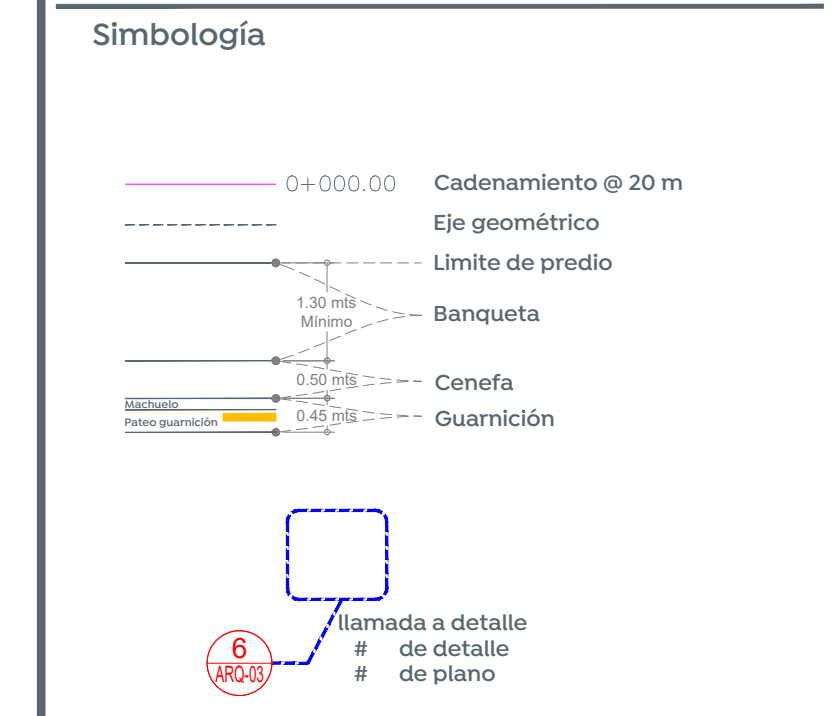 Simbología
0+000.00 Cadenamiento @ 20 m
Eje geométrico
Limite de predio
1.30 mts
Mínimo
Banqueta
0.50 mts
Cenefa
Machuelo
Pateo guarnición
0.45 mts
Guarnición
llamada a detalle
# de detalle
# de plano
6
ARQ-03